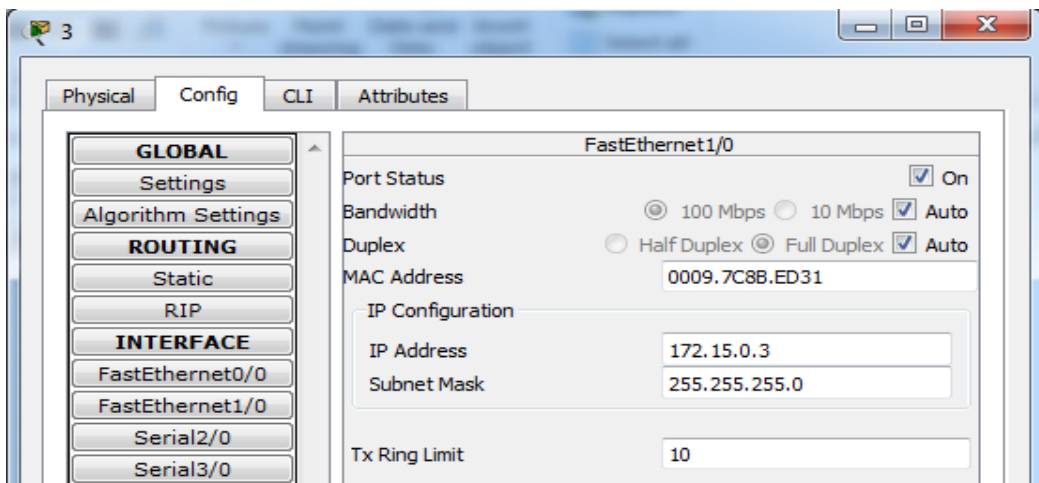 3
Physical Config CLI Attributes
GLOBAL
Settings
Algorithm Settings
ROUTING
Static
RIP
INTERFACE
FastEthernet0/0
FastEthernet1/0
Serial2/0
Serial3/0
FastEthernet1/0
Port Status On
Bandwidth 100 Mbps 10 Mbps Auto
Duplex Half Duplex Full Duplex Auto
MAC Address 0009.7C8B.ED31
IP Configuration
IP Address 172.15.0.3
Subnet Mask 255.255.255.0
Tx Ring Limit 10